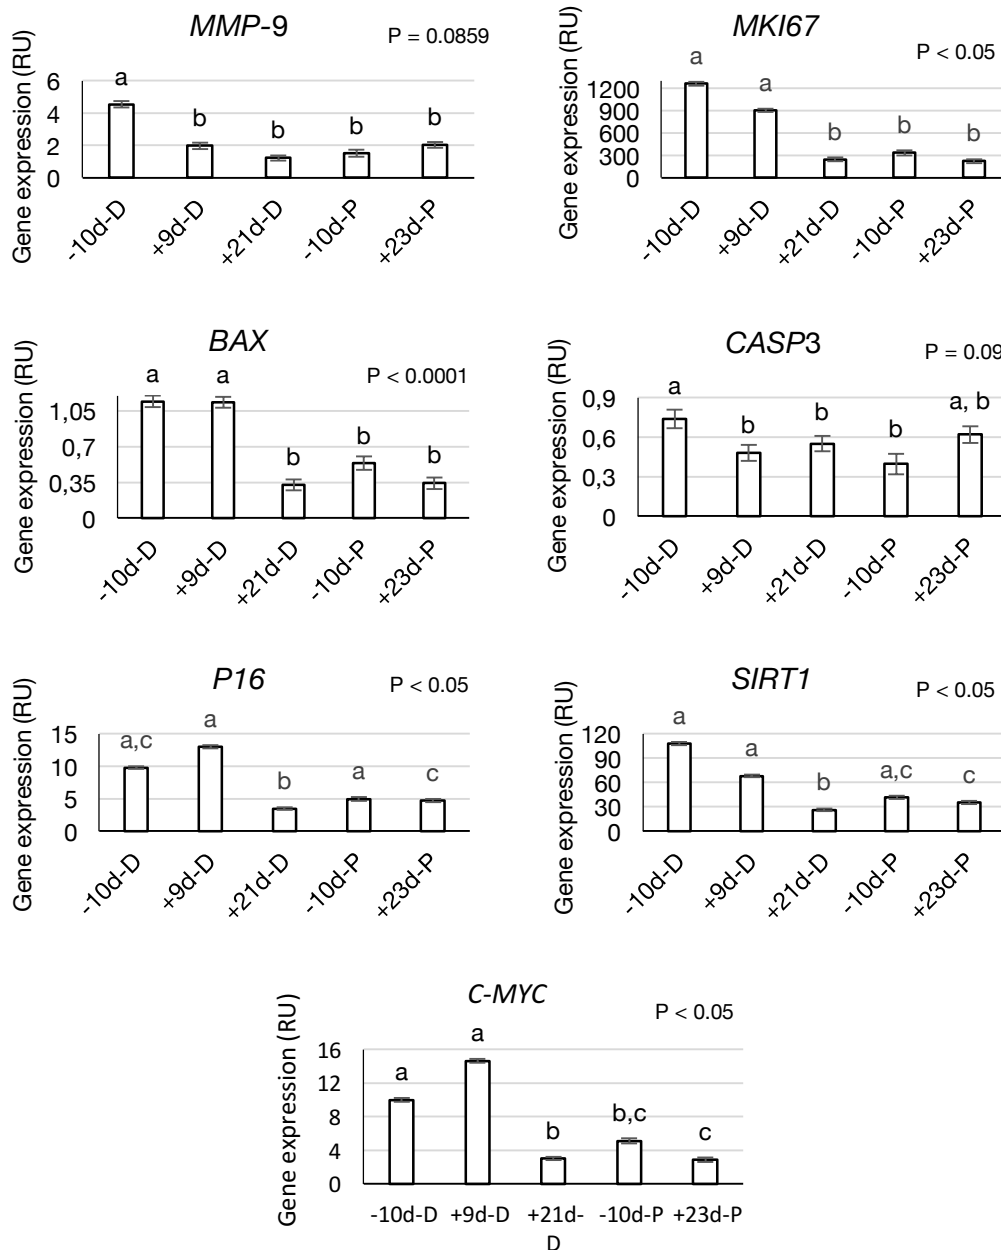 MMP-9
P = 0.0859
Gene expression (RU)
6
4
2
0
a
b
b
b
b
-10d-D
+9d-D
+21d-D
-10d-P
+23d-P
MKI67
P < 0.05
Gene expression (RU)
1200
900
600
300
0
a
a
b
b
b
-10d-D
+9d-D
+21d-D
-10d-P
+23d-P
BAX
P < 0.0001
Gene expression (RU)
1,05
0,7
0,35
0
a
a
b
b
b
-10d-D
+9d-D
+21d-D
-10d-P
+23d-P
CASP3
P = 0.09
Gene expression (RU)
0,9
0,6
0,3
0
a
b
b
b
a, b
-10d-D
+9d-D
+21d-D
-10d-P
+23d-P
P16
P < 0.05
Gene expression (RU)
15
10
5
0
a,c
a
b
a
c
-10d-D
+9d-D
+21d-D
-10d-P
+23d-P
SIRT1
P < 0.05
Gene expression (RU)
120
90
60
30
0
a
a
b
a,c
c
-10d-D
+9d-D
+21d-D
-10d-P
+23d-P
C-MYC
P < 0.05
Gene expression (RU)
16
12
8
4
0
a
a
b
b,c
c
-10d-D +9d-D +21d- -10d-P +23d-P
D